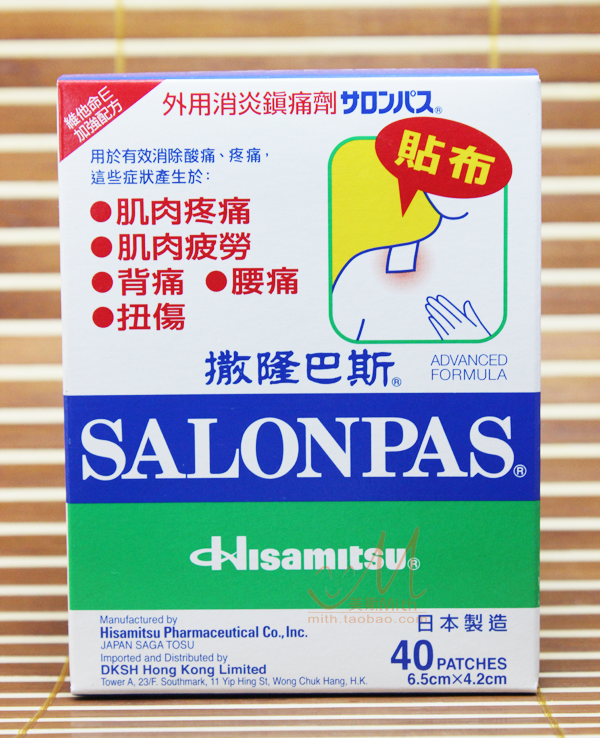 維他命E
加強配方
外用消炎鎮痛劑 サロンパス®
用於有效消除酸痛、疼痛，
這些症狀產生於：
●肌肉疼痛
●肌肉疲勞
●背痛 ●腰痛
●扭傷
貼布
撒隆巴斯®
ADVANCED
FORMULA
SALONPAS®
Hisamitsu®
mith.taobao.com
Manufactured by
Hisamitsu Pharmaceutical Co., Inc.
JAPAN SAGA TOSU
Imported and Distributed by
DKSH Hong Kong Limited
Tower A, 23/F. Southmark, 11 Yip Hing St, Wong Chuk Hang, H.K.
日本製造
40 PATCHES
6.5cm×4.2cm